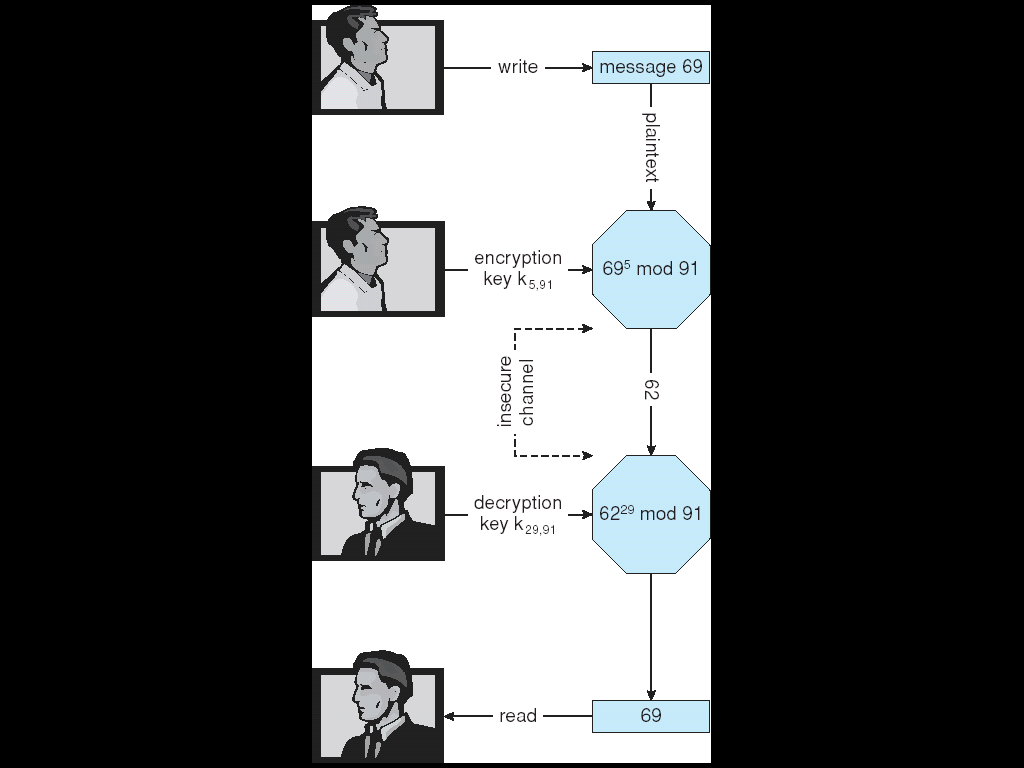 write
message 69
plaintext
encryption
key k5,91
69⁵ mod 91
insecure
channel
62
decryption
key k29,91
62²⁹ mod 91
read
69